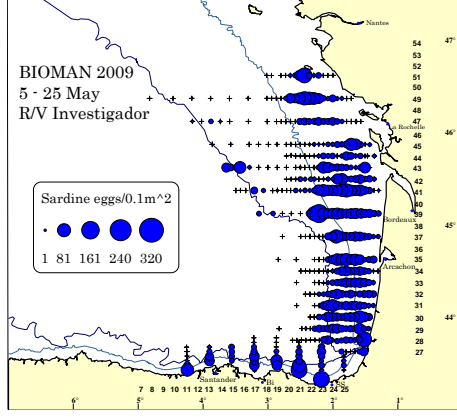 Nantes
47°
54
53
52
51
50
49
48
47
46
45
44
43
42
41
40
39
38
37
36
35
34
33
32
31
30
29
28
27
BIOMAN 2009
5 - 25 May
R/V Investigador
a Rochelle
46°
Sardine eggs/0.1m^2
1 81 161 240 320
Bordeaux
45°
Arcachon
44°
Santander
Bi
SS
7 8 9 10 11 12 13 14 15 16 17 18 19 20 21 22 23 24 25
6° 4° 3° 2° 1°